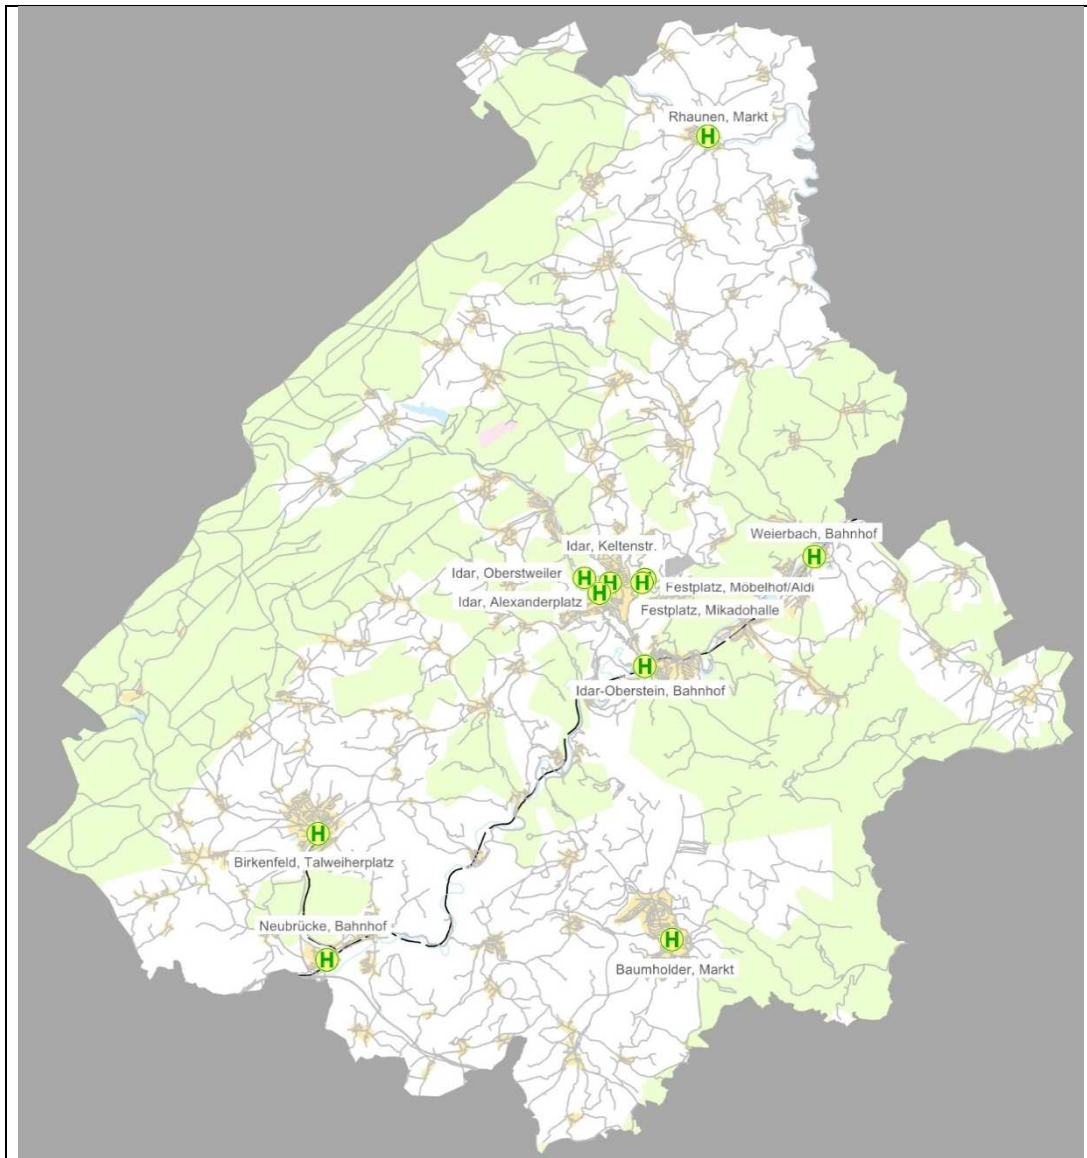 Rhaunen, Markt
H
Weierbach, Bahnhof
H
Idar, Keltenstr.
Idar, Oberstweiler
H
H
H
H
Festplatz, Möbelhof/Aldi
Idar, Alexanderplatz
Festplatz, Mikadohalle
H
Idar-Oberstein, Bahnhof
H
Birkenfeld, Talweiherplatz
Neubrücke, Bahnhof
H
H
Baumholder, Markt